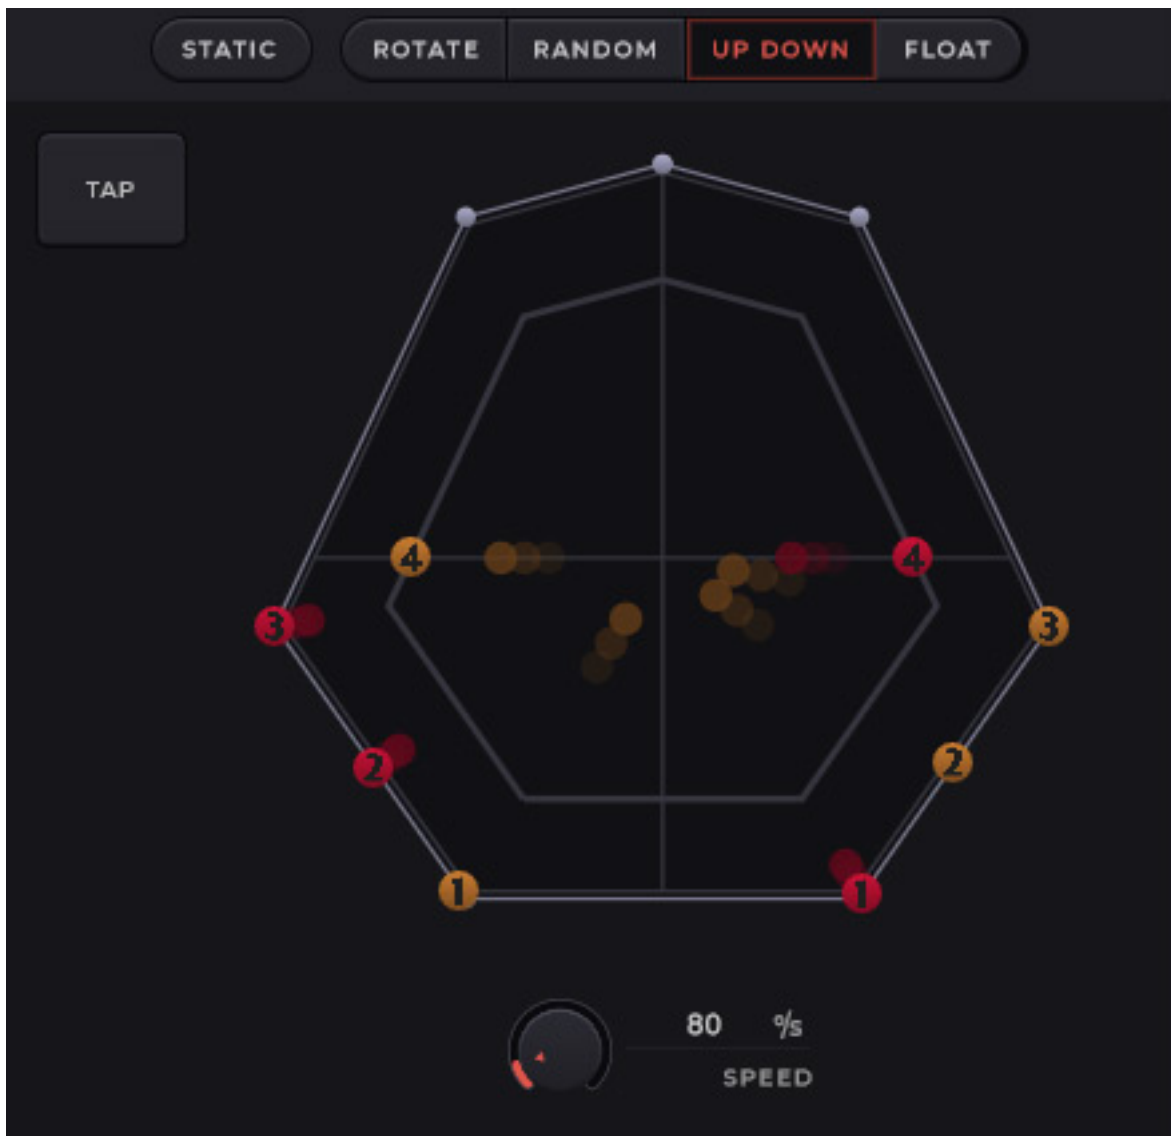 STATIC ROTATE RANDOM UP DOWN FLOAT
TAP
4 4
3 3
2 2
1 1
80 %/s
SPEED